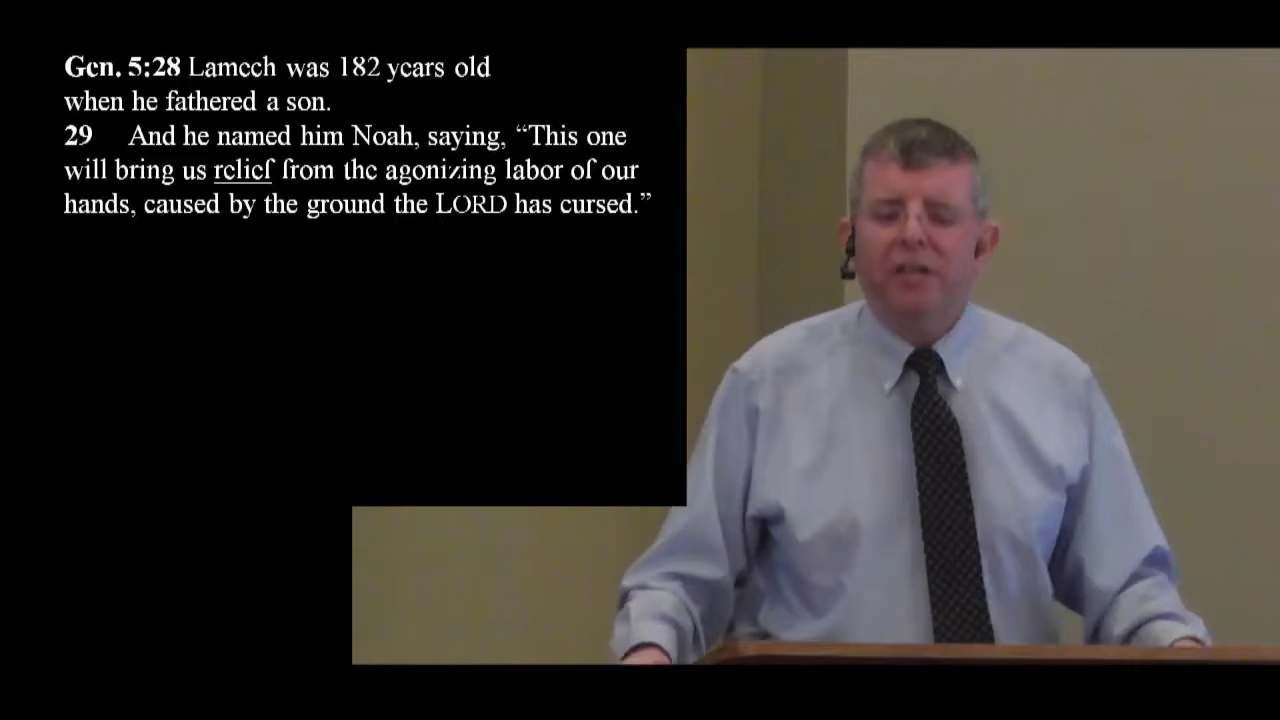 Gen. 5:28 Lamech was 182 years old
when he fathered a son.
29 And he named him Noah, saying, “This one
will bring us relief from the agonizing labor of our
hands, caused by the ground the LORD has cursed.”